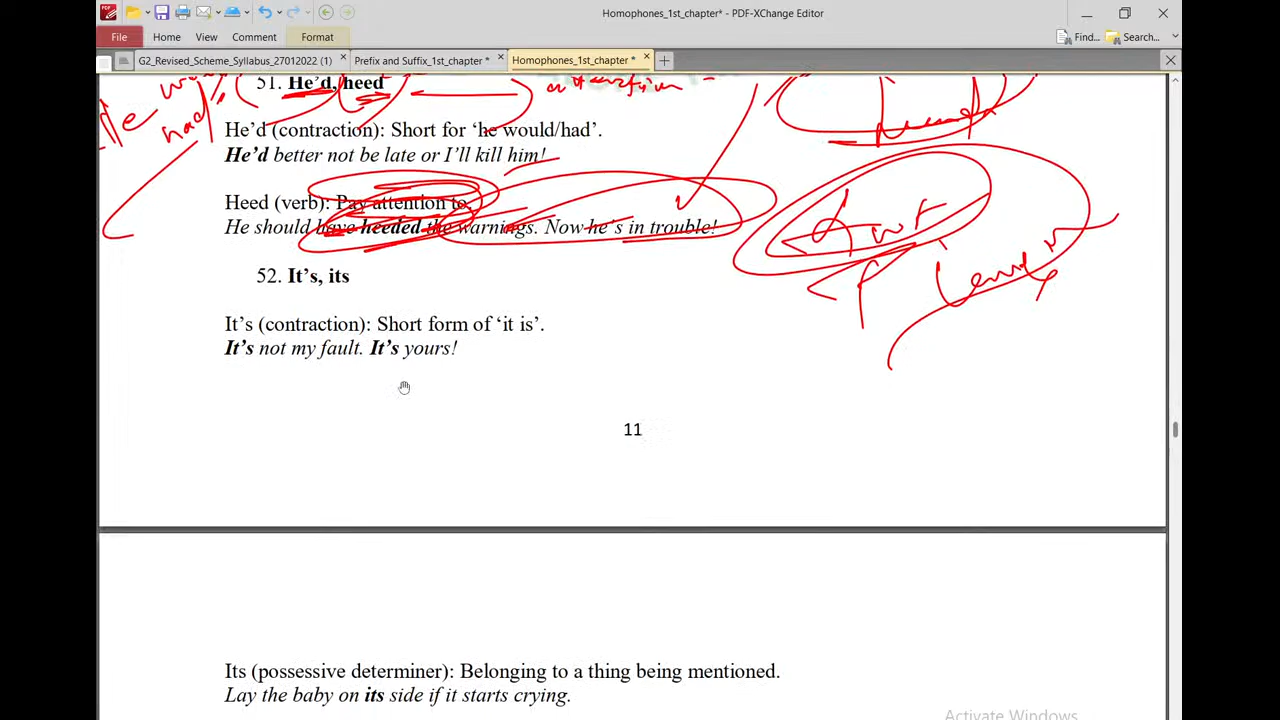 Homophones_1st_chapter* - PDF-XChange Editor
File Home View Comment Format Find... Search...
G2_Revised_Scheme_Syllabus_27012022 (1) Prefix and Suffix_1st_chapter * Homophones_1st_chapter *
51. He'd, heed
attention
He
had
He'd (contraction): Short for 'he would/had'.
He'd better not be late or I'll kill him!
Heed (verb): Pay attention to.
He should have heeded the warnings. Now he's in trouble!
52. It's, its
It's (contraction): Short form of 'it is'.
It's not my fault. It's yours!
11
Its (possessive determiner): Belonging to a thing being mentioned.
Lay the baby on its side if it starts crying.
Activate Windows